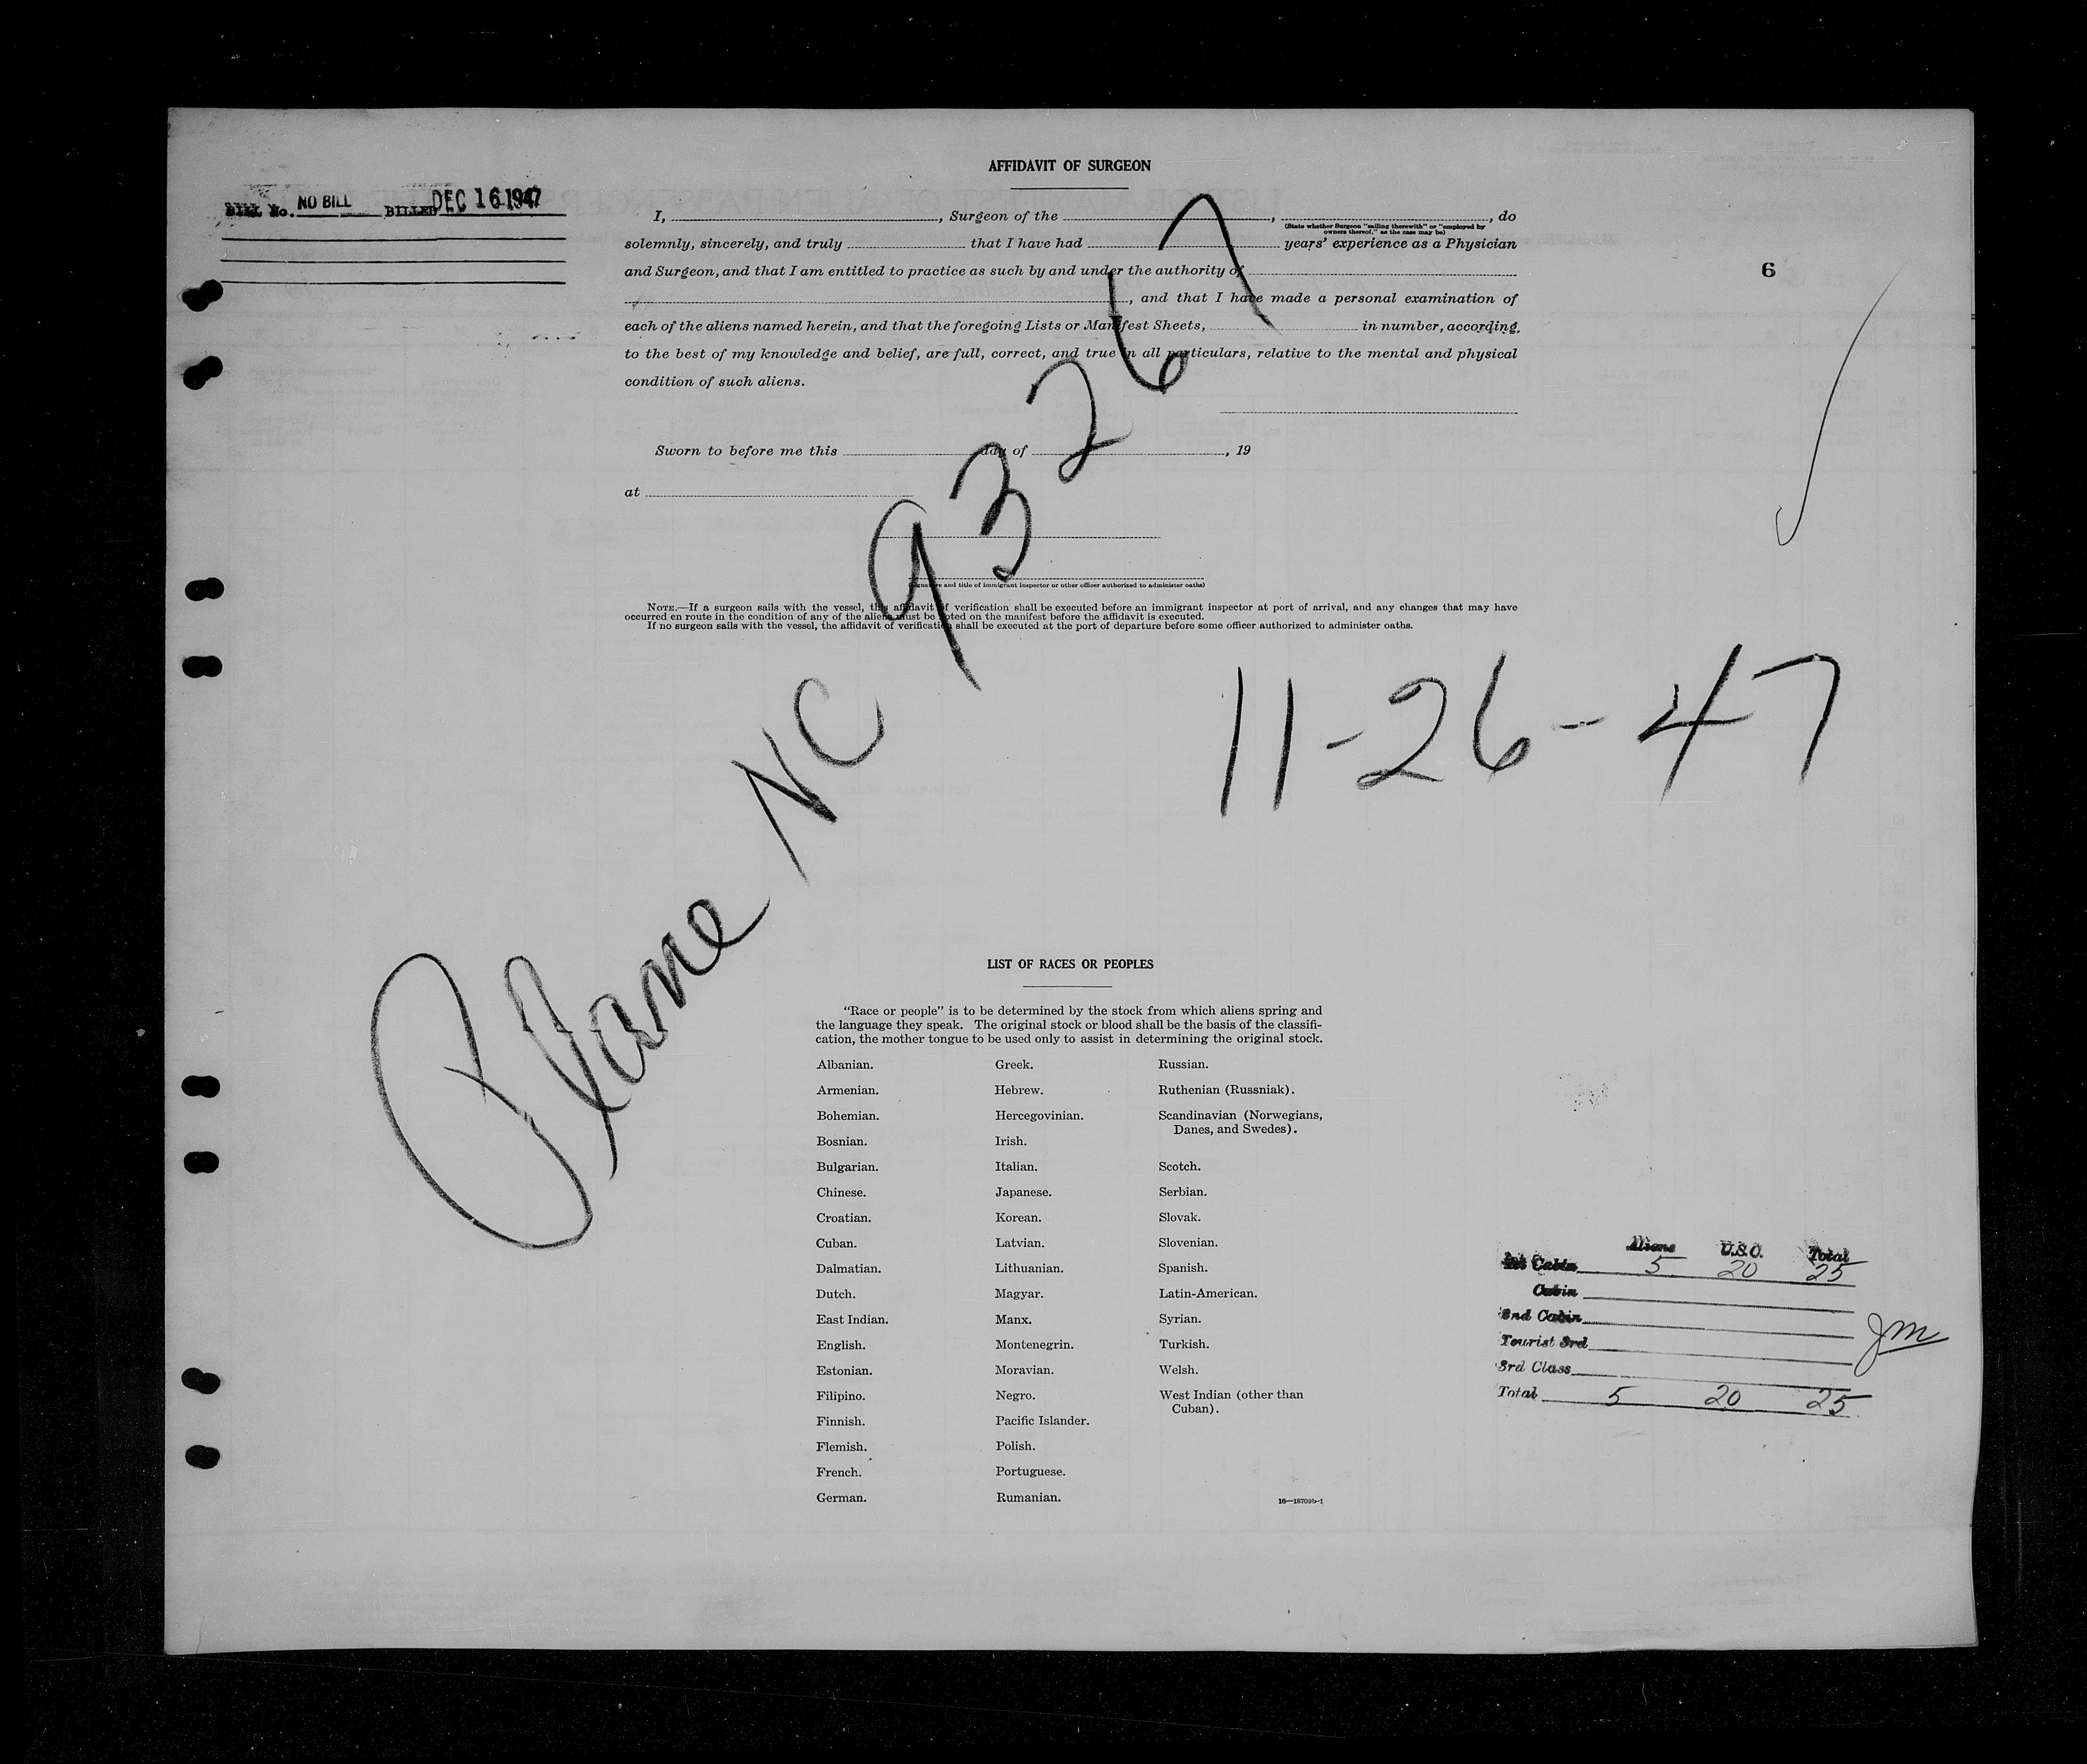 AFFIDAVIT OF SURGEON
Bill No. NO BILL BILLED DEC 16 1947
I, , Surgeon of the , , do
(State whether Surgeon "sailing therewith" or "employed by
owners thereof," as the case may be)
solemnly, sincerely, and truly that I have had years' experience as a Physician
and Surgeon, and that I am entitled to practice as such by and under the authority of
, and that I have made a personal examination of
6
each of the aliens named herein, and that the foregoing Lists or Manifest Sheets, in number, according,
to the best of my knowledge and belief, are full, correct, and true in all particulars, relative to the mental and physical
condition of such aliens.
Sworn to before me this day of , 19
at
(Signature and title of immigrant inspector or other officer authorized to administer oaths)
NOTE.—If a surgeon sails with the vessel, this affidavit of verification shall be executed before an immigrant inspector at port of arrival, and any changes that may have
occurred en route in the condition of any of the aliens must be noted on the manifest before the affidavit is executed.
If no surgeon sails with the vessel, the affidavit of verification shall be executed at the port of departure before some officer authorized to administer oaths.
Plane NC 93267
11-26-47
LIST OF RACES OR PEOPLES
"Race or people" is to be determined by the stock from which aliens spring and
the language they speak. The original stock or blood shall be the basis of the classifi-
cation, the mother tongue to be used only to assist in determining the original stock.
Albanian. Greek. Russian.
Armenian. Hebrew. Ruthenian (Russniak).
Bohemian. Hercegovinian. Scandinavian (Norwegians,
Danes, and Swedes).
Bosnian. Irish.
Bulgarian. Italian. Scotch.
Chinese. Japanese. Serbian.
Croatian. Korean. Slovak.
Cuban. Latvian. Slovenian.
Dalmatian. Lithuanian. Spanish.
Dutch. Magyar. Latin-American.
East Indian. Manx. Syrian.
English. Montenegrin. Turkish.
Estonian. Moravian. Welsh.
Filipino. Negro. West Indian (other than
Cuban).
Finnish. Pacific Islander.
Flemish. Polish.
French. Portuguese.
German. Rumanian.
16—18709b-1
Aliens U.S.C. Total
1st Cabin 5 20 25
Cabin
2nd Cabin
Tourist 3rd
3rd Class
Total 5 20 25
JM